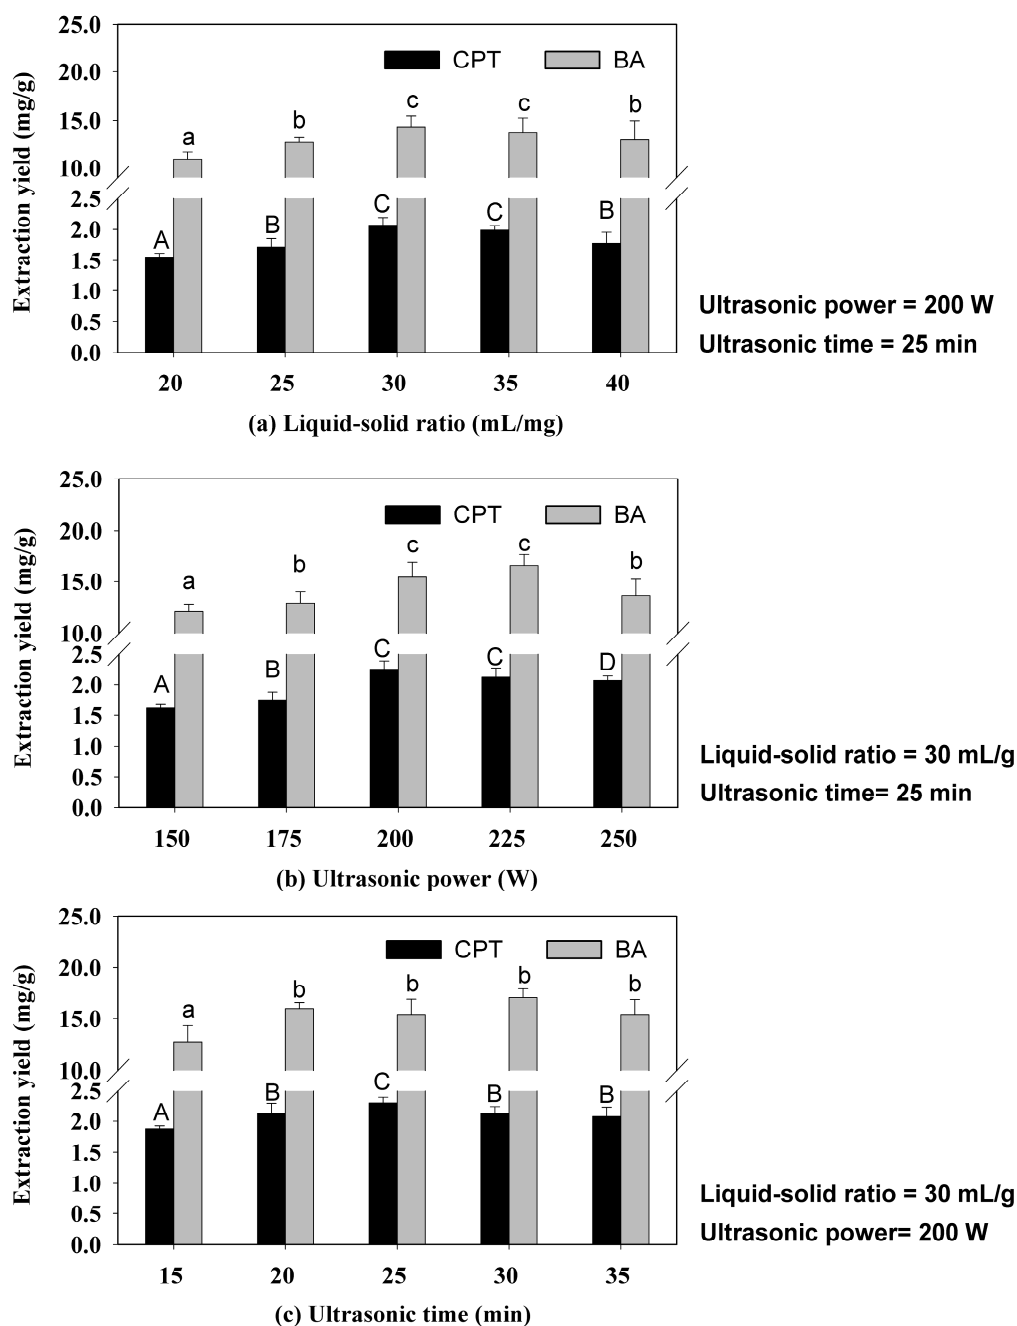 25.0
CPT BA
20.0
15.0
10.0
a b c c b
2.5
2.0
1.5
1.0
0.5
0.0
A B C C B
Extraction yield (mg/g)
20 25 30 35 40
(a) Liquid-solid ratio (mL/mg)
Ultrasonic power = 200 W
Ultrasonic time = 25 min
25.0
CPT BA
20.0
15.0
10.0
a b c c b
2.5
2.0
1.5
1.0
0.5
0.0
A B C C D
Extraction yield (mg/g)
150 175 200 225 250
(b) Ultrasonic power (W)
Liquid-solid ratio = 30 mL/g
Ultrasonic time= 25 min
25.0
CPT BA
20.0
15.0
10.0
a b b b b
2.5
2.0
1.5
1.0
0.5
0.0
A B C B B
Extraction yield (mg/g)
15 20 25 30 35
(c) Ultrasonic time (min)
Liquid-solid ratio = 30 mL/g
Ultrasonic power= 200 W